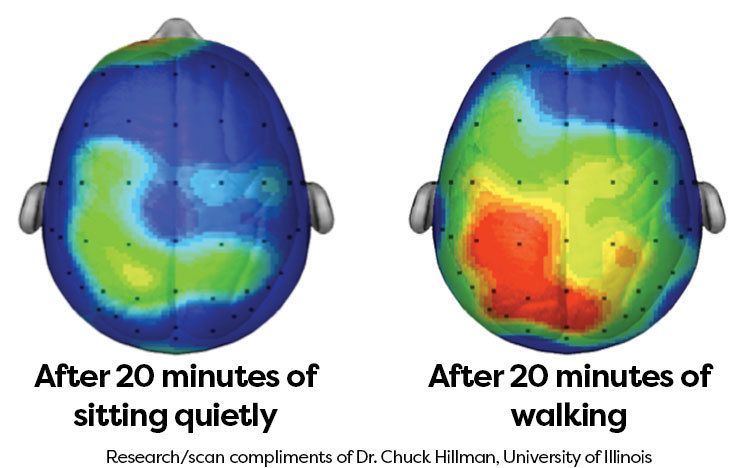 After 20 minutes of
sitting quietly
After 20 minutes of
walking
Research/scan compliments of Dr. Chuck Hillman, University of Illinois